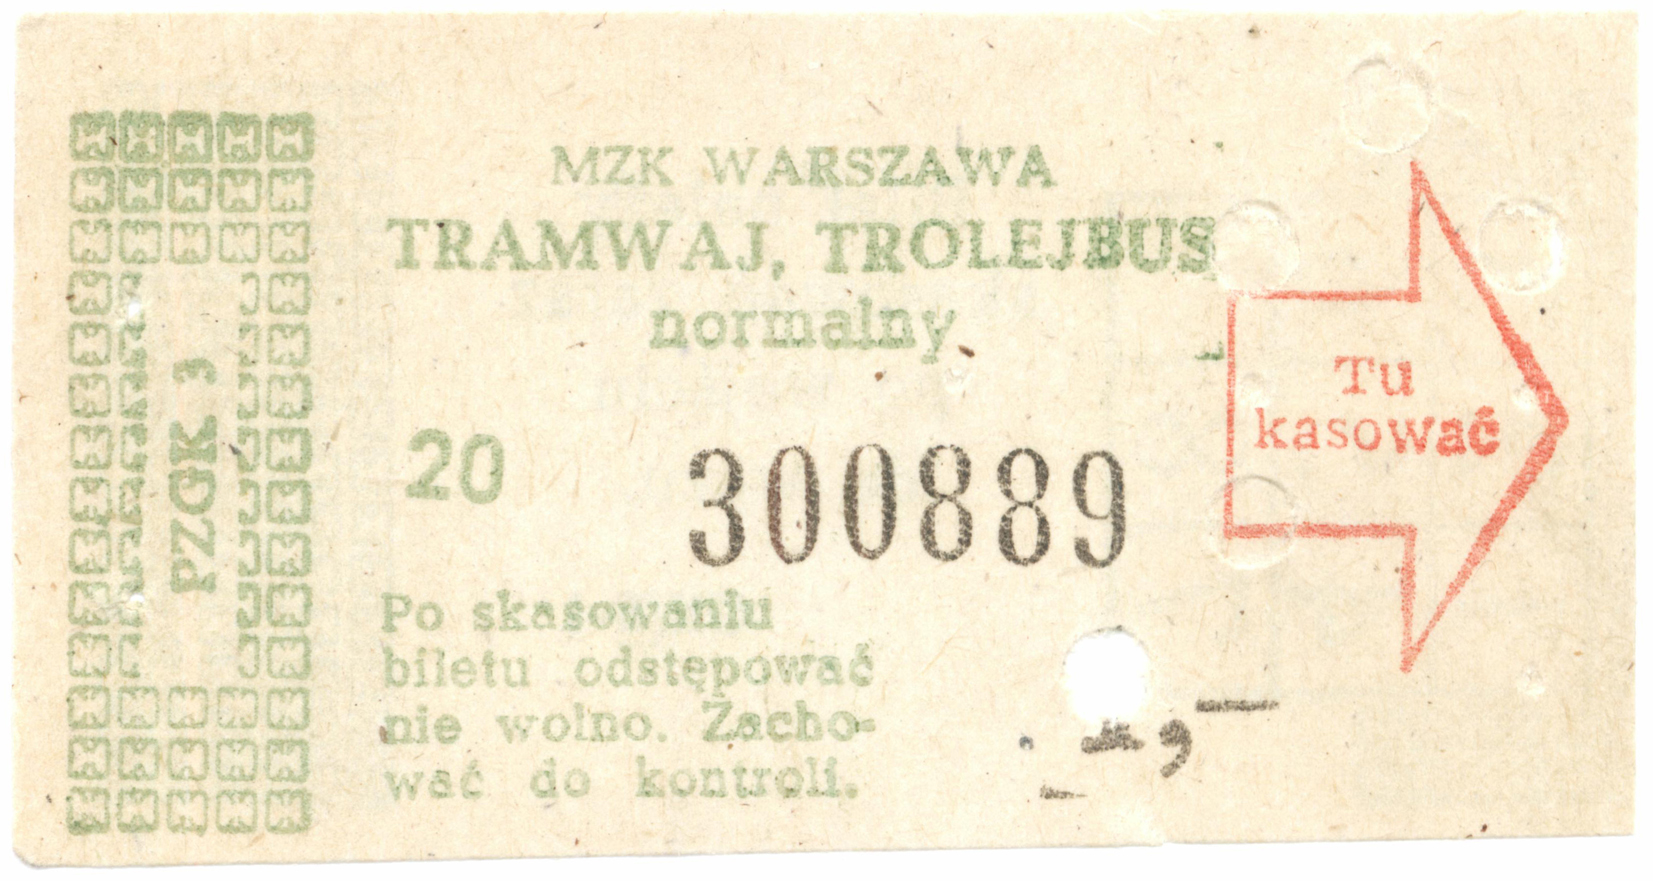 MZK WARSZAWA
TRAMWAJ, TROLEJBUS
normalny
20 300889
Po skasowaniu
biletu odstępować
nie wolno. Zacho-
wać do kontroli.
PZGK 3
Tu
kasować